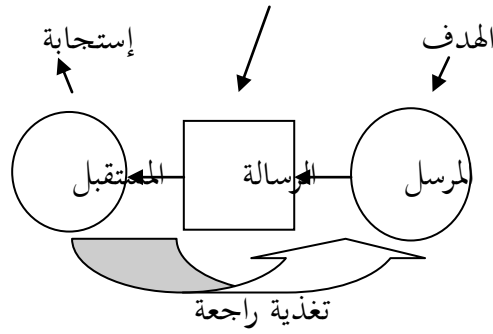 الهدف
إستجابة
المرسل
الرسالة
المستقبل
تغذية راجعة